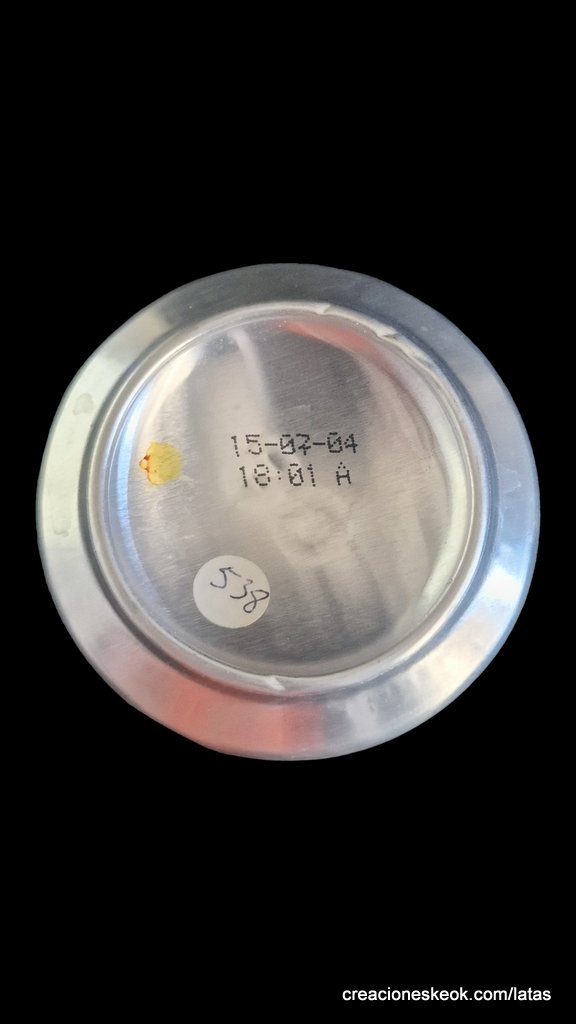 15-07-04
18:01 A
538
creacioneskeok.com/latas